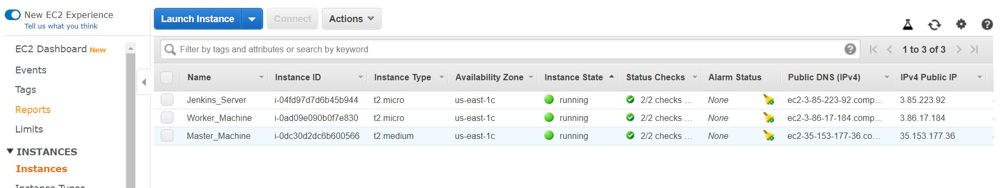 New EC2 Experience
Tell us what you think
EC2 Dashboard New
Events
Tags
Reports
Limits
INSTANCES
Instances
Instance Types
Launch Instance Connect Actions
Filter by tags and attributes or search by keyword 1 to 3 of 3
Name Instance ID Instance Type Availability Zone Instance State Status Checks Alarm Status Public DNS (IPv4) IPv4 Public IP
Jenkins_Server i-04fd97d7d6b45b944 t2.micro us-east-1c running 2/2 checks ... None ec2-3-85-223-92.comp... 3.85.223.92
Worker_Machine i-0ad09e090b0f7e830 t2.micro us-east-1c running 2/2 checks ... None ec2-3-86-17-184.comp... 3.86.17.184
Master_Machine i-0dc30d2dc6b600566 t2.medium us-east-1c running 2/2 checks ... None ec2-35-153-177-36.co... 35.153.177.36